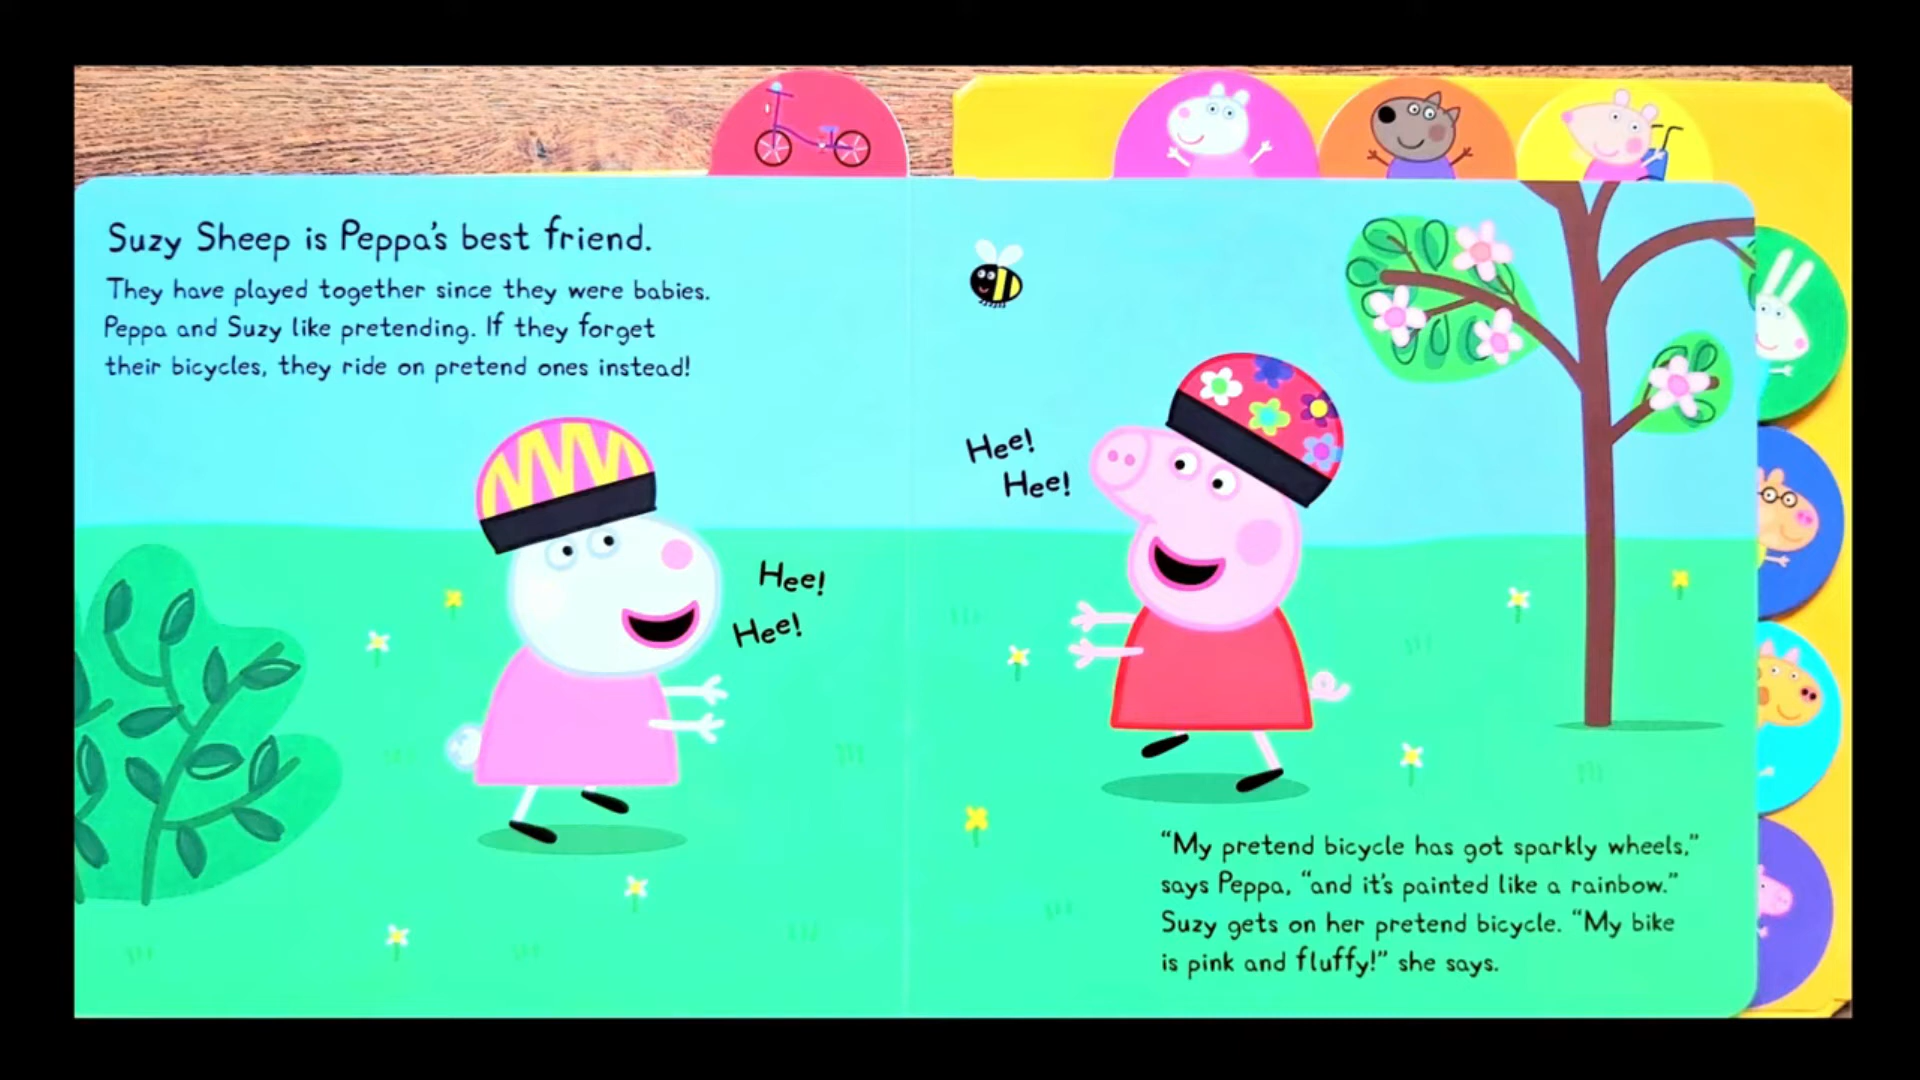 Suzy Sheep is Peppa's best friend.
They have played together since they were babies.
Peppa and Suzy like pretending. If they forget
their bicycles, they ride on pretend ones instead!
Hee!
Hee!
Hee!
Hee!
“My pretend bicycle has got sparkly wheels,”
says Peppa, “and it's painted like a rainbow.”
Suzy gets on her pretend bicycle. “My bike
is pink and fluffy!” she says.